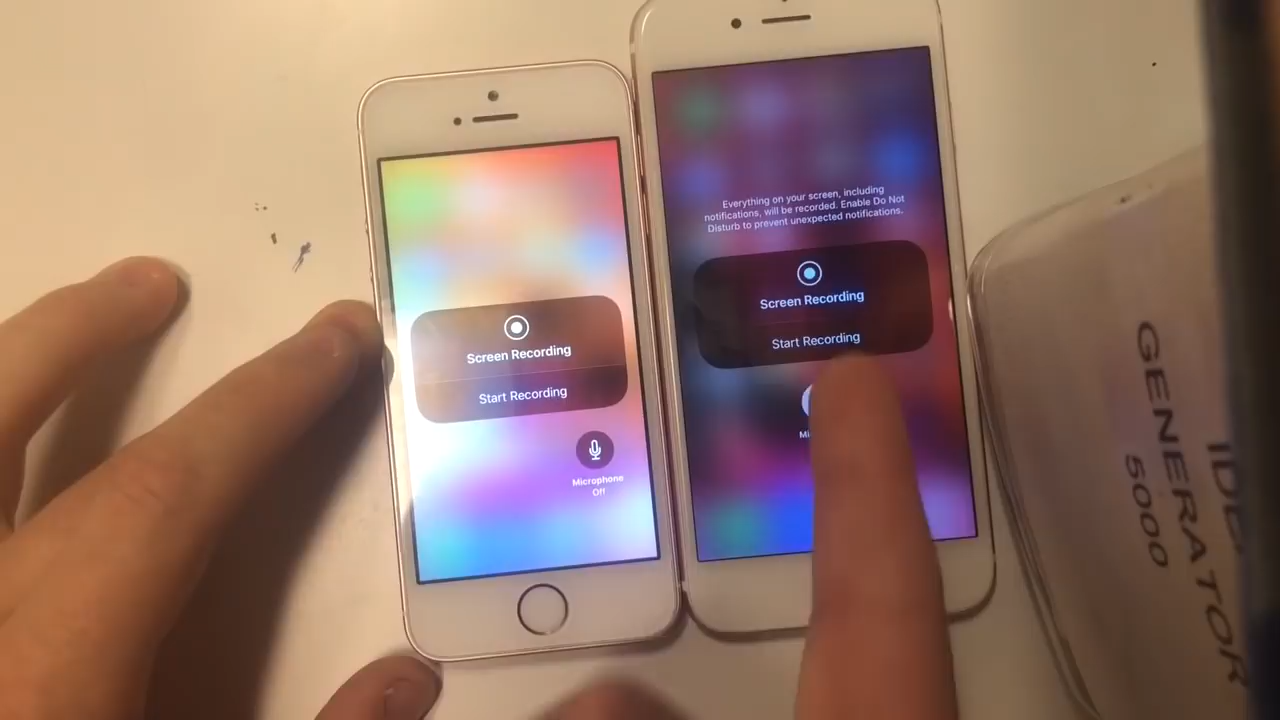 Screen Recording
Start Recording
Microphone
Off
Everything on your screen, including
notifications, will be recorded. Enable Do Not
Disturb to prevent unexpected notifications.
Screen Recording
Start Recording
GENERATOR
5000